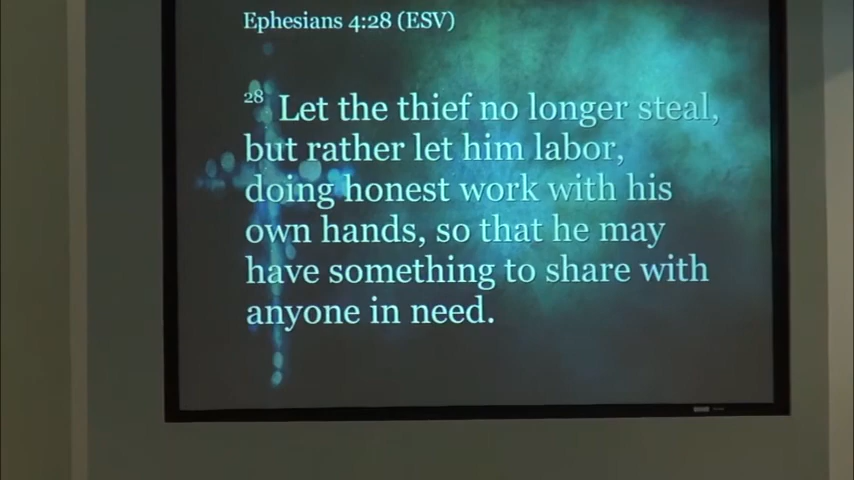 Ephesians 4:28 (ESV)
28 Let the thief no longer steal,
but rather let him labor,
doing honest work with his
own hands, so that he may
have something to share with
anyone in need.